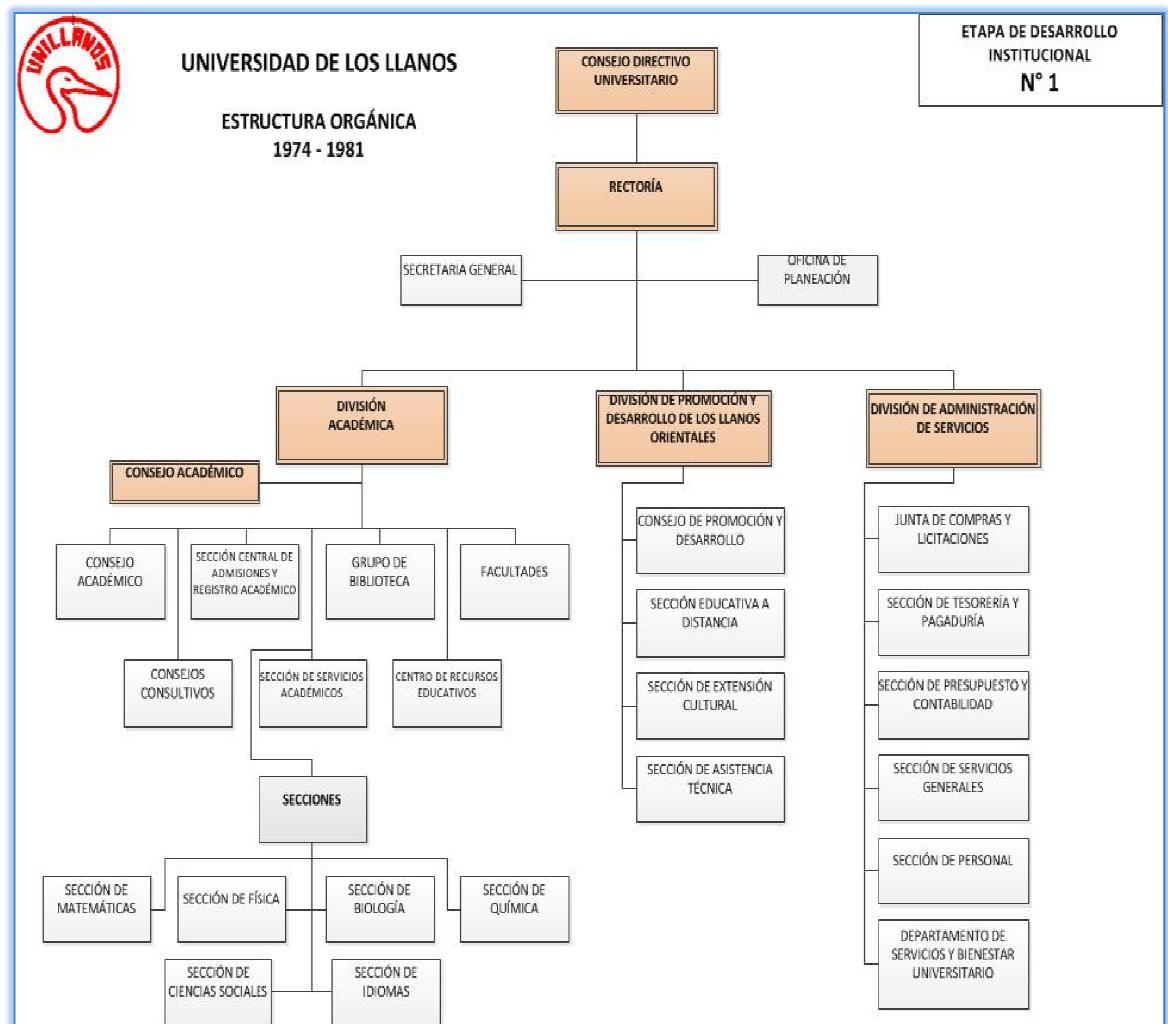 UNILLANOS
UNIVERSIDAD DE LOS LLANOS
ESTRUCTURA ORGÁNICA
1974 - 1981
CONSEJO DIRECTIVO
UNIVERSITARIO
ETAPA DE DESARROLLO
INSTITUCIONAL
N° 1
RECTORÍA
SECRETARIA GENERAL
OFICINA DE
PLANEACIÓN
DIVISIÓN
ACADÉMICA
DIVISIÓN DE PROMOCIÓN Y
DESARROLLO DE LOS LLANOS
ORIENTALES
DIVISIÓN DE ADMINISTRACIÓN
DE SERVICIOS
CONSEJO ACADÉMICO
CONSEJO
ACADÉMICO
SECCIÓN CENTRAL DE
ADMISIONES Y
REGISTRO ACADÉMICO
GRUPO DE
BIBLIOTECA
FACULTADES
CONSEJOS
CONSULTIVOS
SECCIÓN DE SERVICIOS
ACADÉMICOS
CENTRO DE RECURSOS
EDUCATIVOS
SECCIONES
SECCIÓN DE
MATEMÁTICAS
SECCIÓN DE FÍSICA
SECCIÓN DE
BIOLOGÍA
SECCIÓN DE
QUÍMICA
SECCIÓN DE
CIENCIAS SOCIALES
SECCIÓN DE
IDIOMAS
CONSEJO DE PROMOCIÓN Y
DESARROLLO
SECCIÓN EDUCATIVA A
DISTANCIA
SECCIÓN DE EXTENSIÓN
CULTURAL
SECCIÓN DE ASISTENCIA
TÉCNICA
JUNTA DE COMPRAS Y
LICITACIONES
SECCIÓN DE TESORERÍA Y
PAGADURÍA
SECCIÓN DE PRESUPUESTO Y
CONTABILIDAD
SECCIÓN DE SERVICIOS
GENERALES
SECCIÓN DE PERSONAL
DEPARTAMENTO DE
SERVICIOS Y BIENESTAR
UNIVERSITARIO